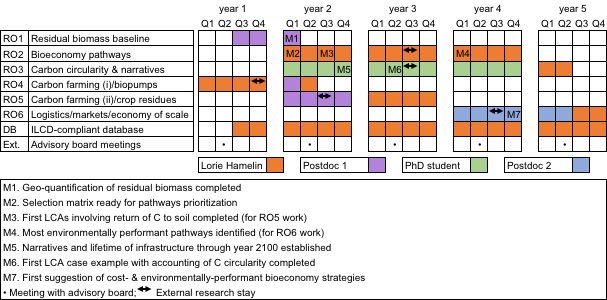 year 1 year 2 year 3 year 4 year 5
Q1 Q2 Q3 Q4 Q1 Q2 Q3 Q4 Q1 Q2 Q3 Q4 Q1 Q2 Q3 Q4 Q1 Q2 Q3 Q4
RO1 Residual biomass baseline M1
RO2 Bioeconomy pathways M2 M3 M4
RO3 Carbon circularity & narratives M5 M6
RO4 Carbon farming (i)/biopumps
RO5 Carbon farming (ii)/crop residues
RO6 Logistics/markets/economy of scale M7
DB ILCD-compliant database
Ext. Advisory board meetings • • • • •
Lorie Hamelin Postdoc 1 PhD student Postdoc 2
M1. Geo-quantification of residual biomass completed
M2. Selection matrix ready for pathways prioritization
M3. First LCAs involving return of C to soil completed (for RO5 work)
M4. Most environmentally performant pathways identified (for RO6 work)
M5. Narratives and lifetime of infrastructure through year 2100 established
M6. First LCA case example with accounting of C circularity completed
M7. First suggestion of cost- & environmentally-performant bioeconomy strategies
• Meeting with advisory board; ↔ External research stay